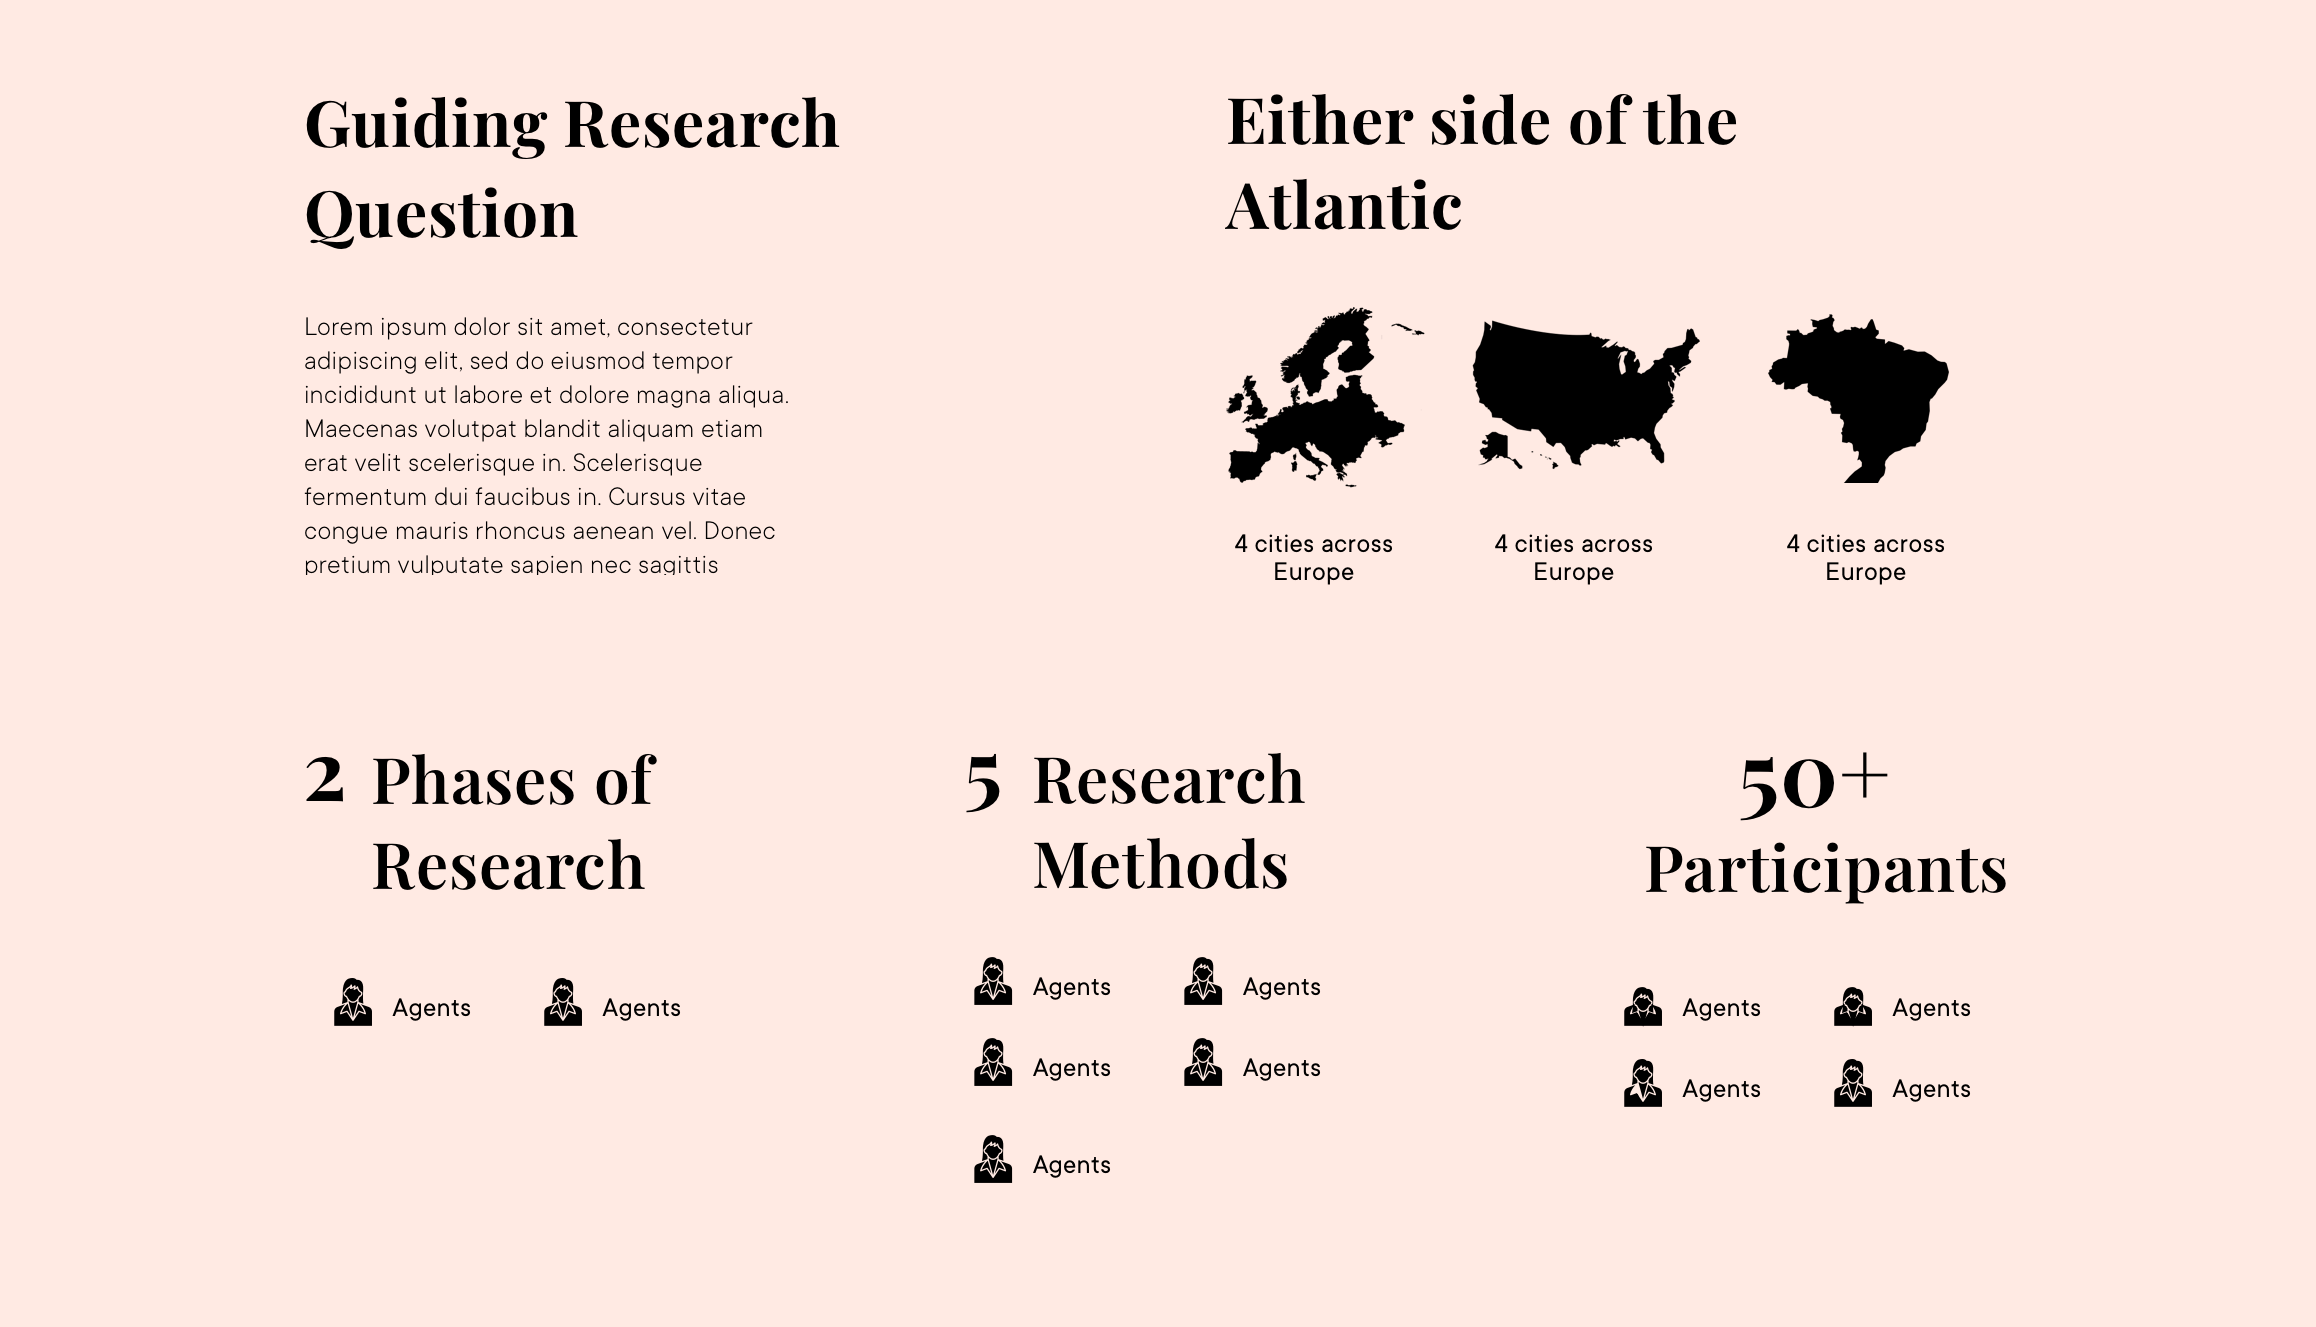 Guiding Research
Question
Lorem ipsum dolor sit amet, consectetur
adipiscing elit, sed do eiusmod tempor
incididunt ut labore et dolore magna aliqua.
Maecenas volutpat blandit aliquam etiam
erat velit scelerisque in. Scelerisque
fermentum dui faucibus in. Cursus vitae
congue mauris rhoncus aenean vel. Donec
pretium vulputate sapien nec sagittis
Either side of the
Atlantic
4 cities across
Europe
4 cities across
Europe
4 cities across
Europe
2 Phases of
Research
Agents
Agents
5 Research
Methods
Agents
Agents
Agents
Agents
Agents
50+
Participants
Agents
Agents
Agents
Agents